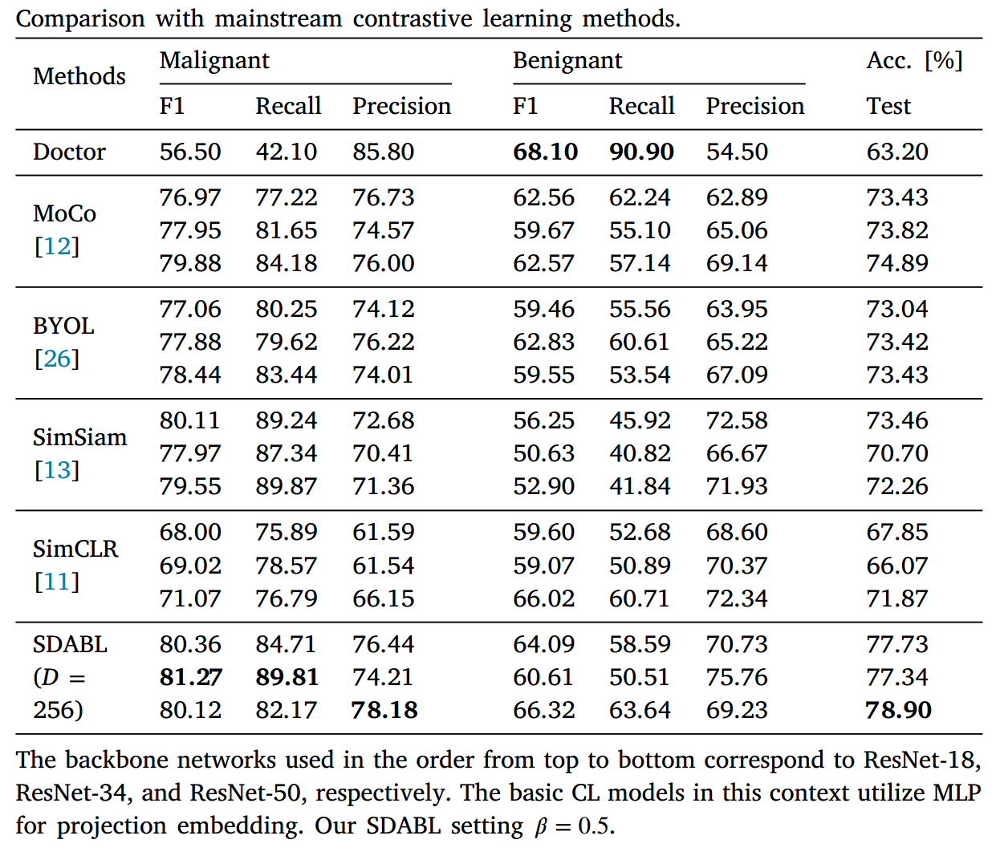 Comparison with mainstream contrastive learning methods.
Methods Malignant Benignant Acc. [%]
F1 Recall Precision F1 Recall Precision Test
Doctor 56.50 42.10 85.80 68.10 90.90 54.50 63.20
MoCo [12] 76.97 77.22 76.73 62.56 62.24 62.89 73.43
77.95 81.65 74.57 59.67 55.10 65.06 73.82
79.88 84.18 76.00 62.57 57.14 69.14 74.89
BYOL [26] 77.06 80.25 74.12 59.46 55.56 63.95 73.04
77.88 79.62 76.22 62.83 60.61 65.22 73.42
78.44 83.44 74.01 59.55 53.54 67.09 73.43
SimSiam [13] 80.11 89.24 72.68 56.25 45.92 72.58 73.46
77.97 87.34 70.41 50.63 40.82 66.67 70.70
79.55 89.87 71.36 52.90 41.84 71.93 72.26
SimCLR [11] 68.00 75.89 61.59 59.60 52.68 68.60 67.85
69.02 78.57 61.54 59.07 50.89 70.37 66.07
71.07 76.79 66.15 66.02 60.71 72.34 71.87
SDABL 80.36 84.71 76.44 64.09 58.59 70.73 77.73
(D = 81.27 89.81 74.21 60.61 50.51 75.76 77.34
256) 80.12 82.17 78.18 66.32 63.64 69.23 78.90
The backbone networks used in the order from top to bottom correspond to ResNet-18,
ResNet-34, and ResNet-50, respectively. The basic CL models in this context utilize MLP
for projection embedding. Our SDABL setting β = 0.5.